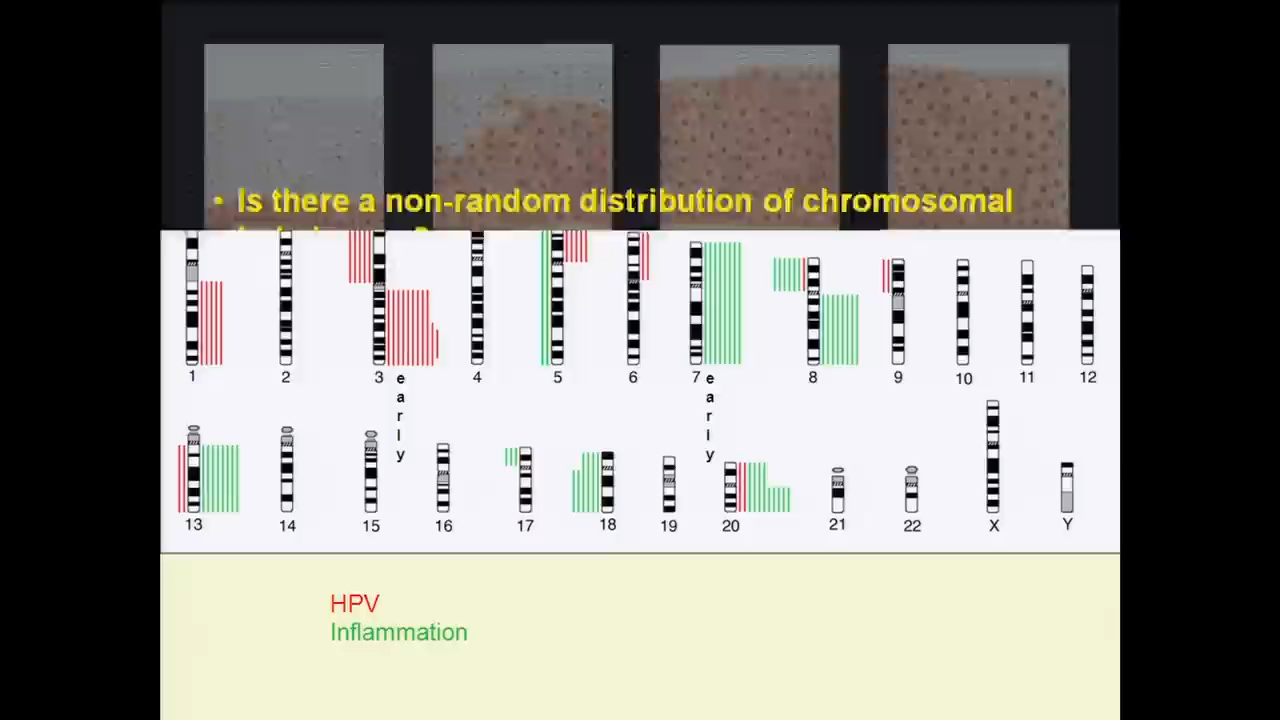 • Is there a non-random distribution of chromosomal
1 2 3 4 5 6 7 8 9 10 11 12
e e
a a
r r
l l
y y
13 14 15 16 17 18 19 20 21 22 X Y
HPV
Inflammation